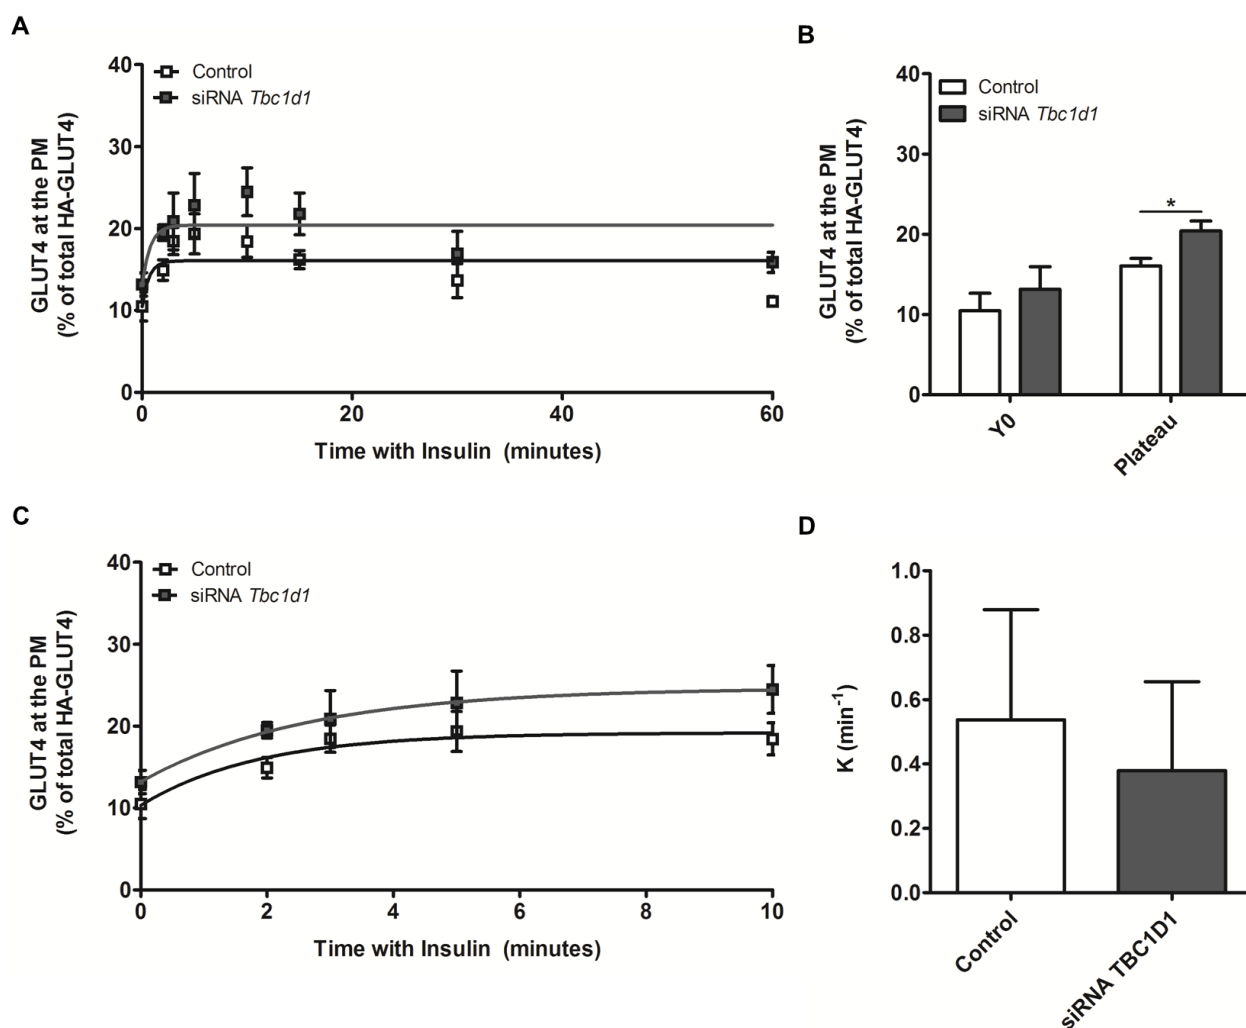 A
GLUT4 at the PM
(% of total HA-GLUT4)
40
30
20
10
0
Control
siRNA Tbc1d1
0 20 40 60
Time with Insulin (minutes)
B
GLUT4 at the PM
(% of total HA-GLUT4)
40
30
20
10
0
Control
siRNA Tbc1d1
*
Y0
Plateau
C
GLUT4 at the PM
(% of total HA-GLUT4)
40
30
20
10
0
Control
siRNA Tbc1d1
0 2 4 6 8 10
Time with Insulin (minutes)
D
K (min⁻¹)
1.0
0.8
0.6
0.4
0.2
0.0
Control
siRNA TBC1D1